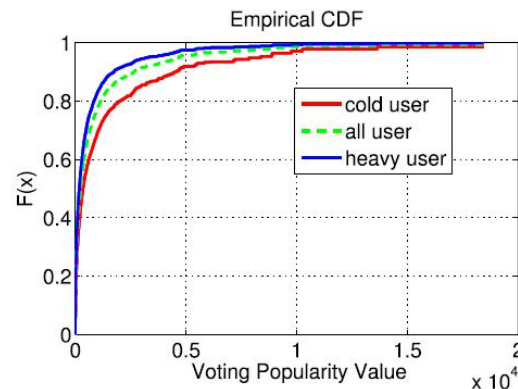 Empirical CDF
1
0.8
0.6
0.4
0.2
0
F(x)
cold user
all user
heavy user
0 0.5 1 1.5 2
Voting Popularity Value
x 10^4